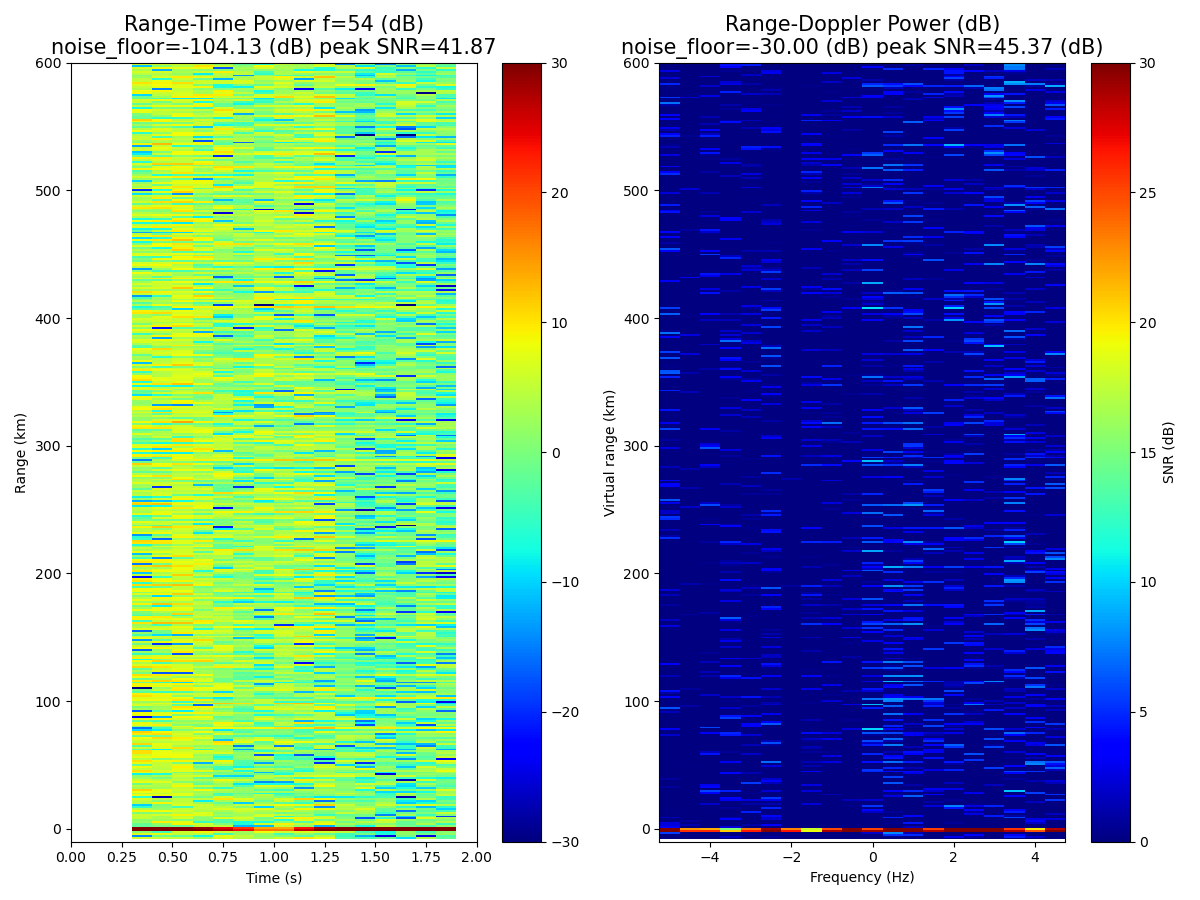 Range-Time Power f=54 (dB)
noise_floor=-104.13 (dB) peak SNR=41.87
Range (km)
600
500
400
300
200
100
0
0.00 0.25 0.50 0.75 1.00 1.25 1.50 1.75 2.00
Time (s)
30
20
10
0
−10
−20
−30
Range-Doppler Power (dB)
noise_floor=-30.00 (dB) peak SNR=45.37 (dB)
Virtual range (km)
600
500
400
300
200
100
0
−4 −2 0 2 4
Frequency (Hz)
30
25
20
15
10
5
0
SNR (dB)